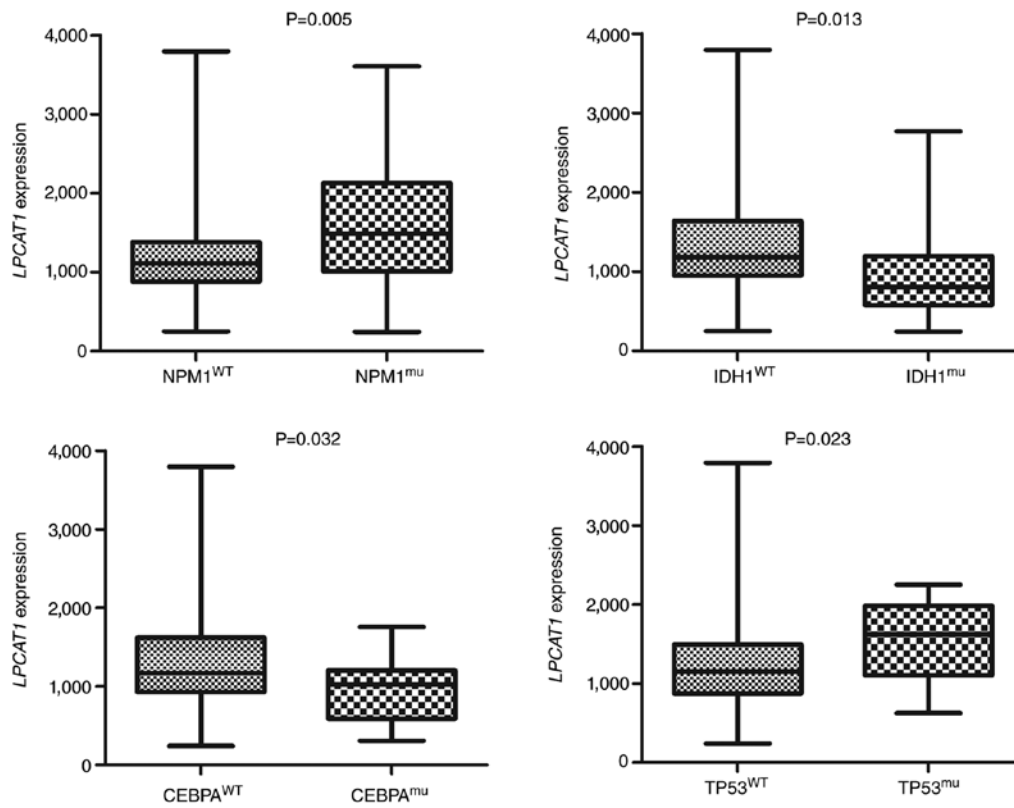 P=0.005
LPCAT1 expression
4,000
3,000
2,000
1,000
0
NPM1WT
NPM1mu
P=0.013
LPCAT1 expression
4,000
3,000
2,000
1,000
0
IDH1WT
IDH1mu
P=0.032
LPCAT1 expression
4,000
3,000
2,000
1,000
0
CEBPAWT
CEBPAmu
P=0.023
LPCAT1 expression
4,000
3,000
2,000
1,000
0
TP53WT
TP53mu